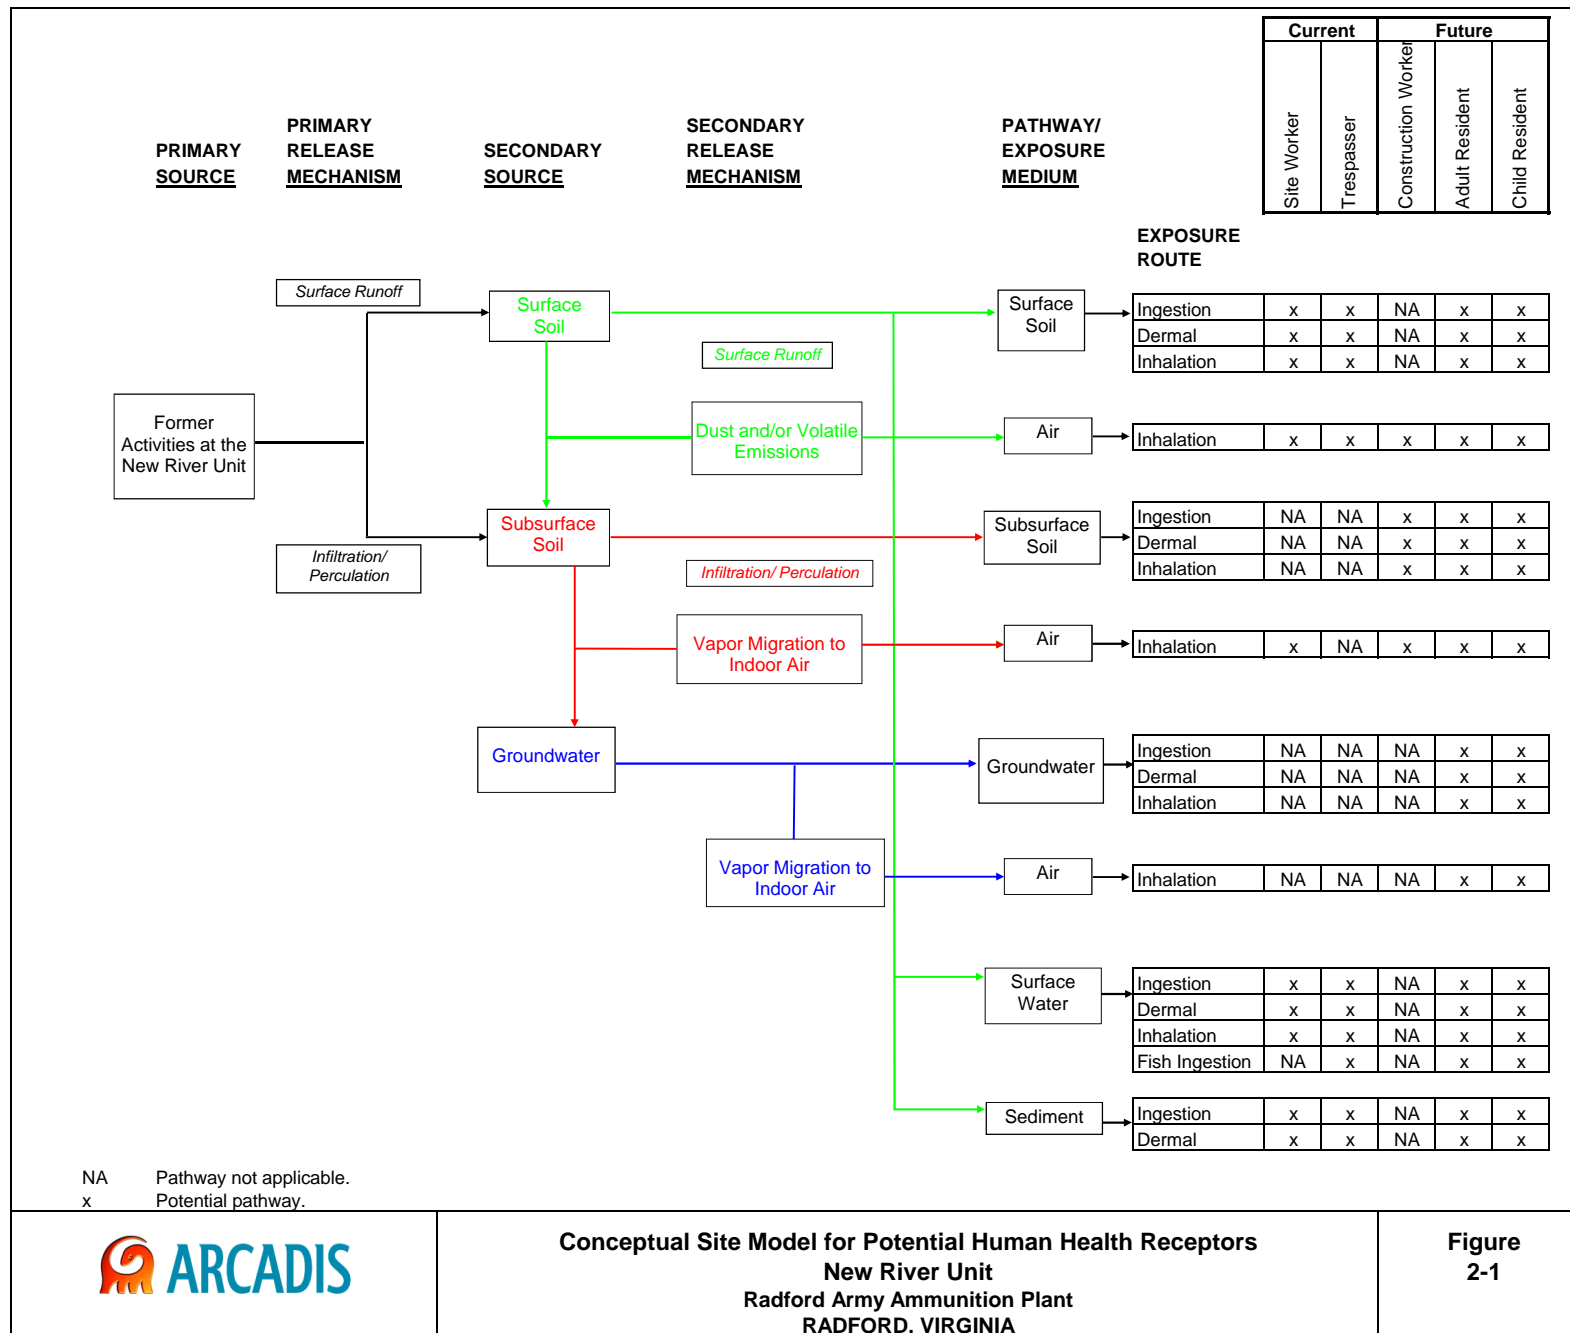 Current Future
Site Worker
Trespasser
Construction Worker
Adult Resident
Child Resident
PRIMARY
SOURCE
PRIMARY
RELEASE
MECHANISM
SECONDARY
SOURCE
SECONDARY
RELEASE
MECHANISM
PATHWAY/
EXPOSURE
MEDIUM
EXPOSURE
ROUTE
Surface Runoff
Surface
Soil
Surface
Soil
Ingestion x x NA x x
Dermal x x NA x x
Inhalation x x NA x x
Surface Runoff
Former
Activities at the
New River Unit
Dust and/or Volatile
Emissions
Air
Inhalation x x x x x
Subsurface
Soil
Subsurface
Soil
Ingestion NA NA x x x
Dermal NA NA x x x
Inhalation NA NA x x x
Infiltration/
Perculation
Infiltration/ Perculation
Vapor Migration to
Indoor Air
Air
Inhalation x NA x x x
Groundwater
Groundwater
Ingestion NA NA NA x x
Dermal NA NA NA x x
Inhalation NA NA NA x x
Vapor Migration to
Indoor Air
Air
Inhalation NA NA NA x x
Surface
Water
Ingestion x x NA x x
Dermal x x NA x x
Inhalation x x NA x x
Fish Ingestion NA x NA x x
Sediment
Ingestion x x NA x x
Dermal x x NA x x
NA Pathway not applicable.
x Potential pathway.
ARCADIS
Conceptual Site Model for Potential Human Health Receptors
New River Unit
Radford Army Ammunition Plant
RADFORD, VIRGINIA
Figure
2-1